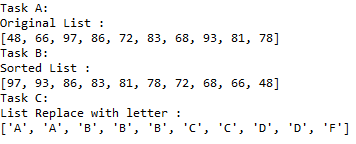 Task A:
Original List :
[48, 66, 97, 86, 72, 83, 68, 93, 81, 78]
Task B:
Sorted List :
[97, 93, 86, 83, 81, 78, 72, 68, 66, 48]
Task C:
List Replace with letter :
['A', 'A', 'B', 'B', 'B', 'C', 'C', 'D', 'D', 'F']